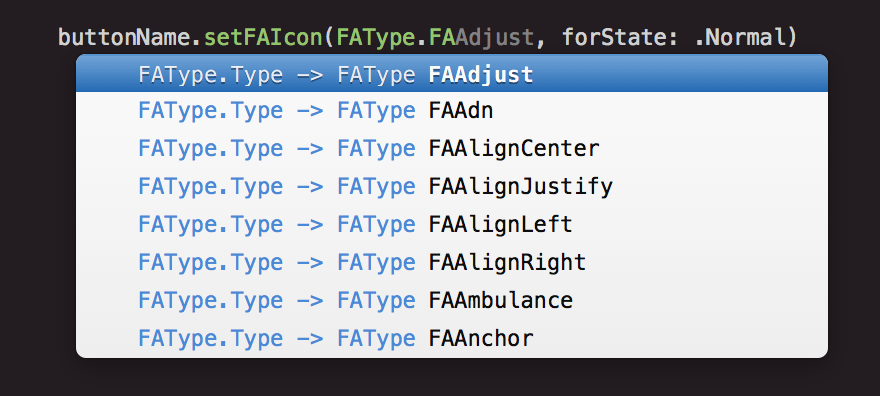 buttonName.setFAIcon(FAType.FAAdjust, forState: .Normal)
FAType.Type -> FAType FAAdjust
FAType.Type -> FAType FAAdn
FAType.Type -> FAType FAAlignCenter
FAType.Type -> FAType FAAlignJustify
FAType.Type -> FAType FAAlignLeft
FAType.Type -> FAType FAAlignRight
FAType.Type -> FAType FAAmbulance
FAType.Type -> FAType FAAnchor